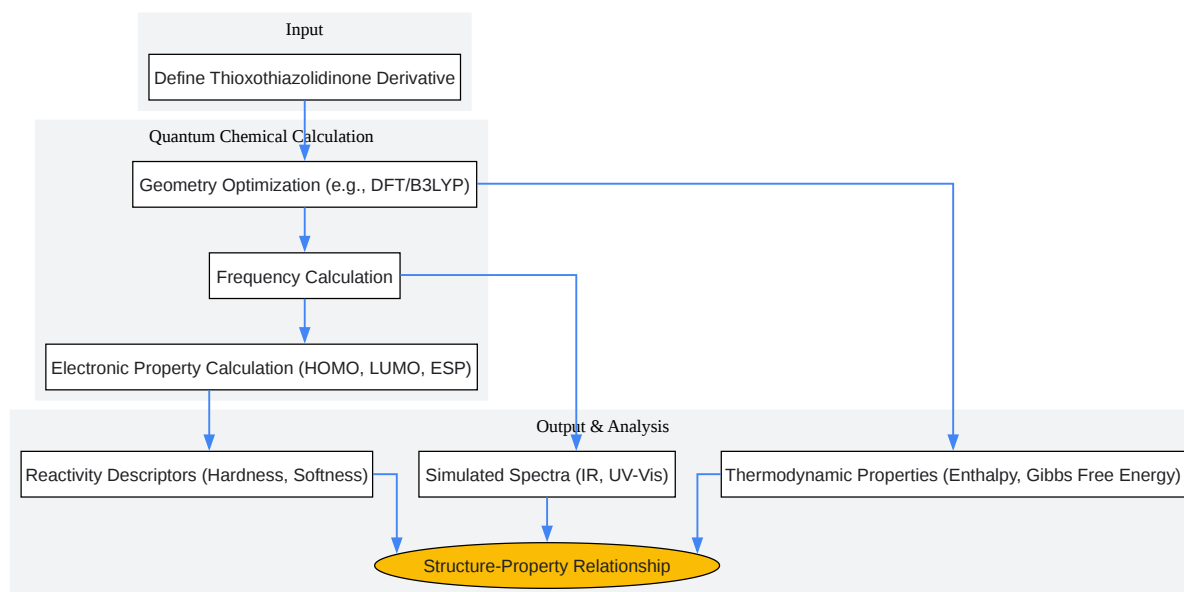 Input
Define Thioxothiazolidinone Derivative
Quantum Chemical Calculation
Geometry Optimization (e.g., DFT/B3LYP)
Frequency Calculation
Electronic Property Calculation (HOMO, LUMO, ESP)
Output & Analysis
Reactivity Descriptors (Hardness, Softness)
Simulated Spectra (IR, UV-Vis)
Thermodynamic Properties (Enthalpy, Gibbs Free Energy)
Structure-Property Relationship